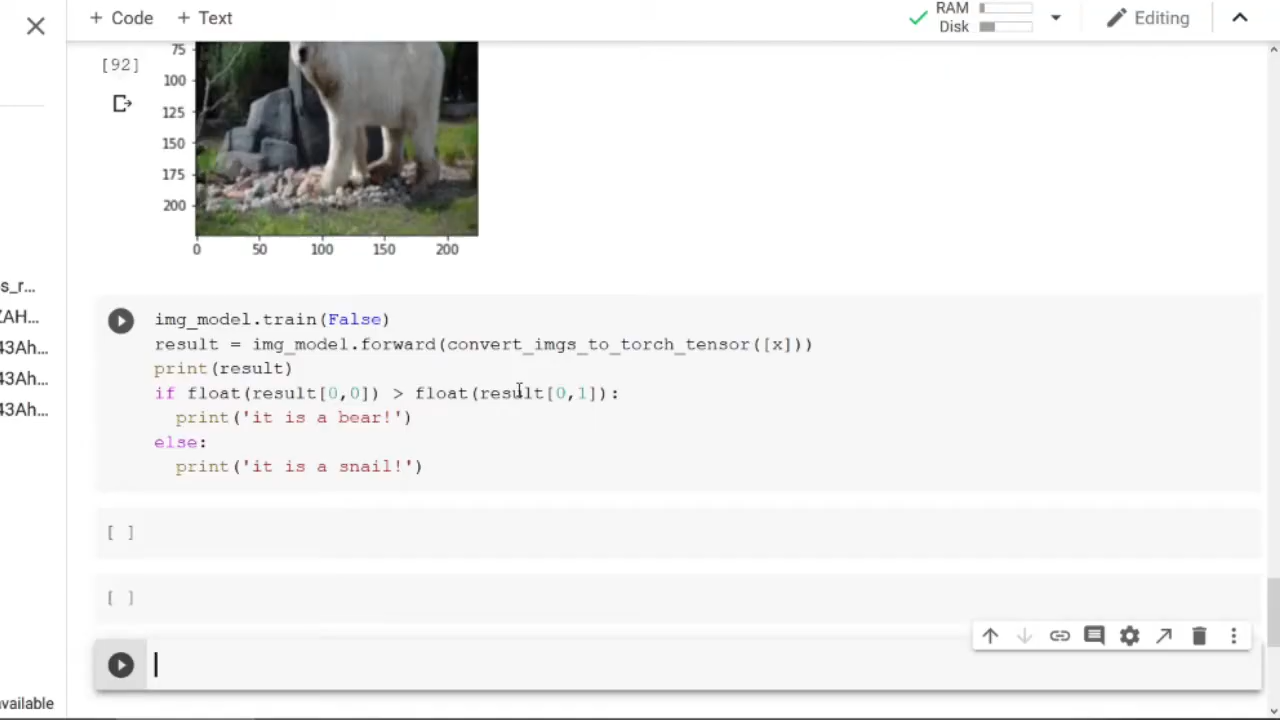 + Code + Text
RAM
Disk
Editing
75
[92]
100
125
150
175
200
0 50 100 150 200
s_r...
ZAH...
43Ah...
43Ah...
43Ah...
img_model.train(False)
result = img_model.forward(convert_imgs_to_torch_tensor([x]))
print(result)
if float(result[0,0]) > float(result[0,1]):
print('it is a bear!')
else:
print('it is a snail!')
[ ]
[ ]
available